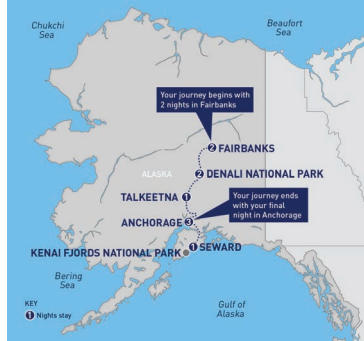 Chukchi
Sea
Beaufort
Sea
Your journey begins with
2 nights in Fairbanks
2 FAIRBANKS
ALASKA
2 DENALI NATIONAL PARK
TALKEETNA 1
Your journey ends
with your final
night in Anchorage
ANCHORAGE 3
1 SEWARD
KENAI FJORDS NATIONAL PARK
Bering
Sea
Gulf of
Alaska
KEY
1 Nights stay